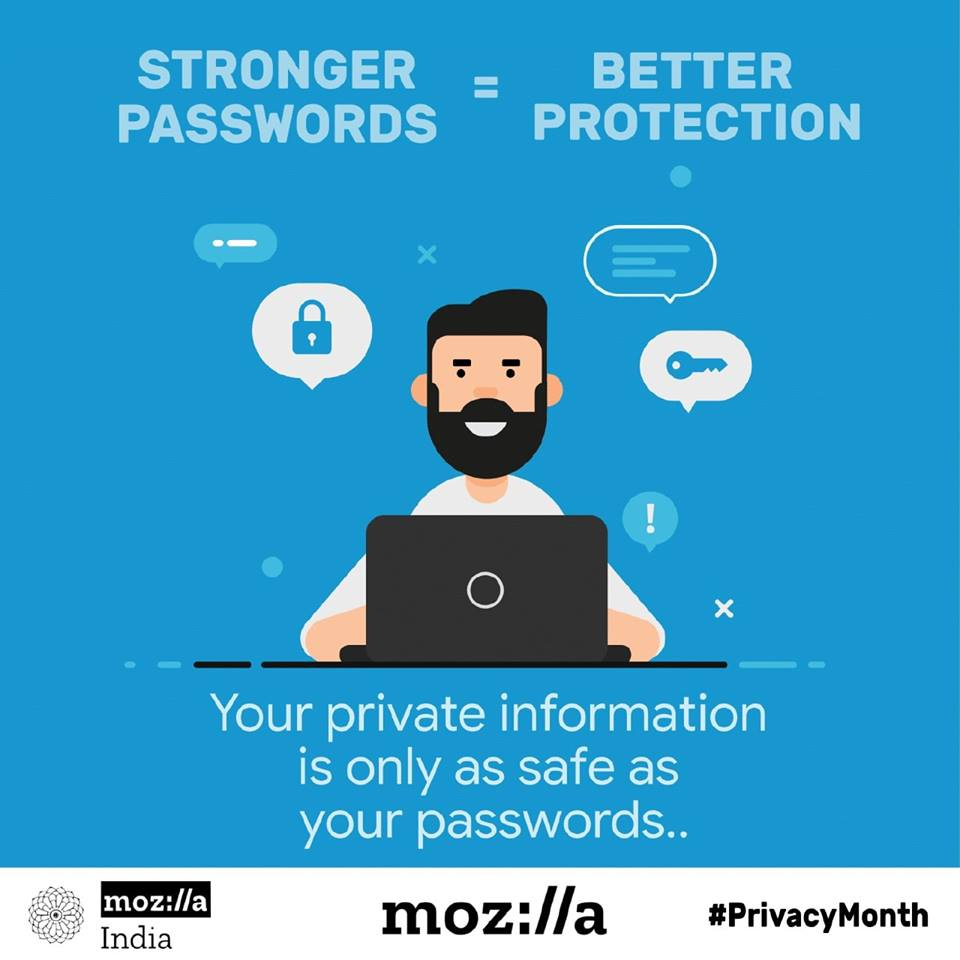 STRONGER
PASSWORDS
=
BETTER
PROTECTION
!
Your private information
is only as safe as
your passwords..
moz://a
India
moz://a
#PrivacyMonth